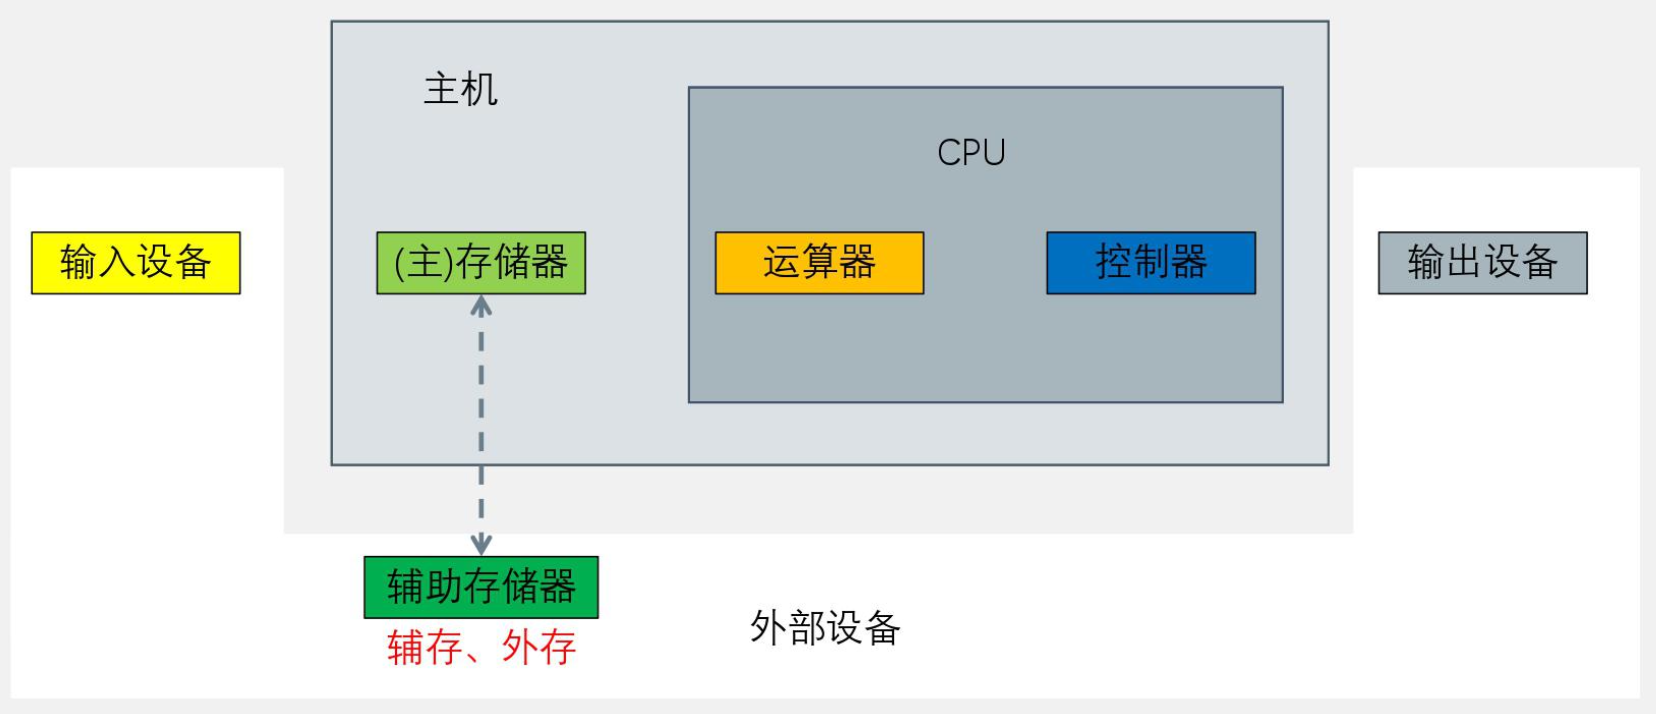 主机
CPU
输入设备
(主)存储器
运算器
控制器
输出设备
辅助存储器
辅存、外存
外部设备